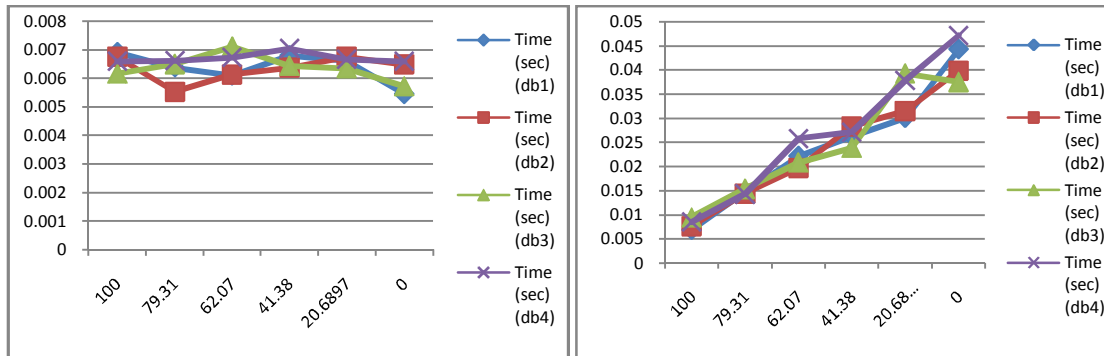 0.008
0.007
0.006
0.005
0.004
0.003
0.002
0.001
0
100
79.31
62.07
41.38
20.6897
0
Time
(sec)
(db1)
Time
(sec)
(db2)
Time
(sec)
(db3)
Time
(sec)
(db4)
0.05
0.045
0.04
0.035
0.03
0.025
0.02
0.015
0.01
0.005
0
100
79.31
62.07
41.38
20.68...
0
Time
(sec)
(db1)
Time
(sec)
(db2)
Time
(sec)
(db3)
Time
(sec)
(db4)